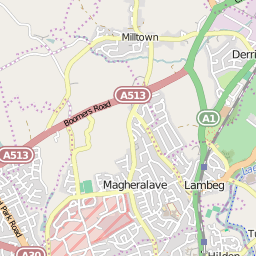 Milltown
Derri
A513
Boomers Road
A1
A513
Lambeg
Magheralave
Park Road
A30
Hilden